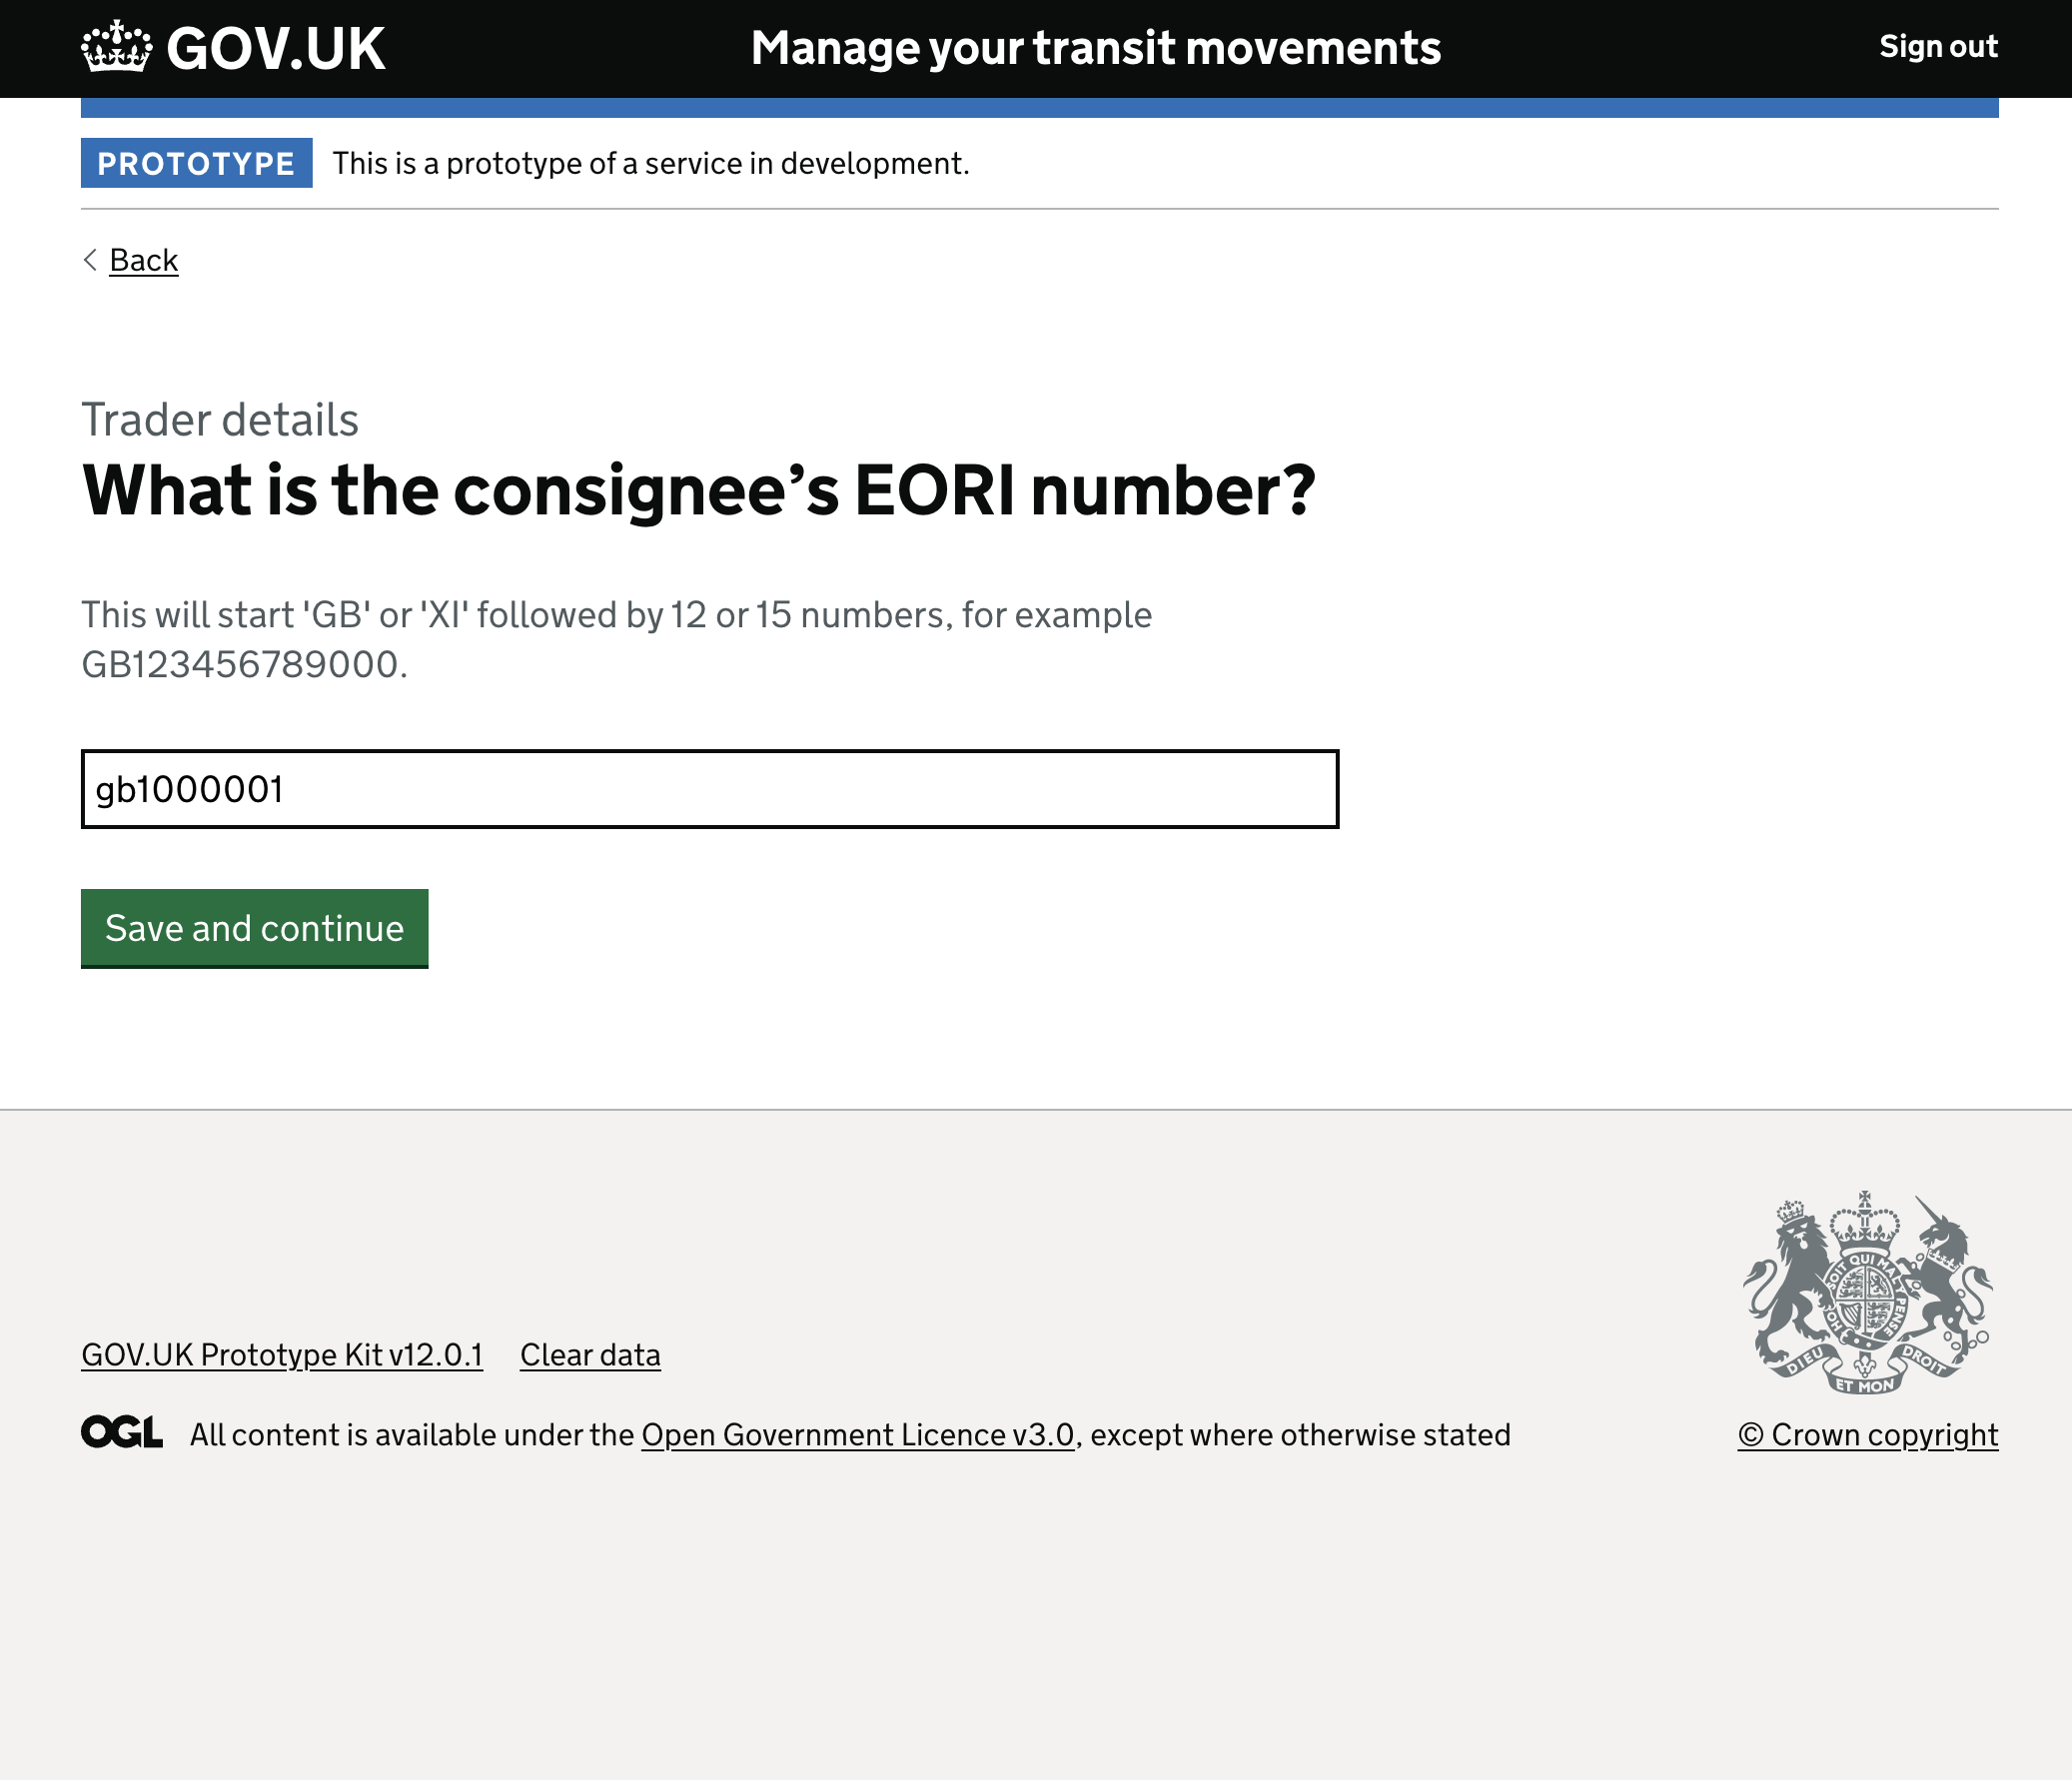 GOV.UK Manage your transit movements Sign out
PROTOTYPE This is a prototype of a service in development.
Back
Trader details
What is the consignee’s EORI number?
This will start 'GB' or 'XI' followed by 12 or 15 numbers, for example
GB123456789000.
gb1000001
Save and continue
SOIT QUI MAL PENSE HO
DIEU ET MON DROIT
GOV.UK Prototype Kit v12.0.1 Clear data
OGL All content is available under the Open Government Licence v3.0, except where otherwise stated
© Crown copyright